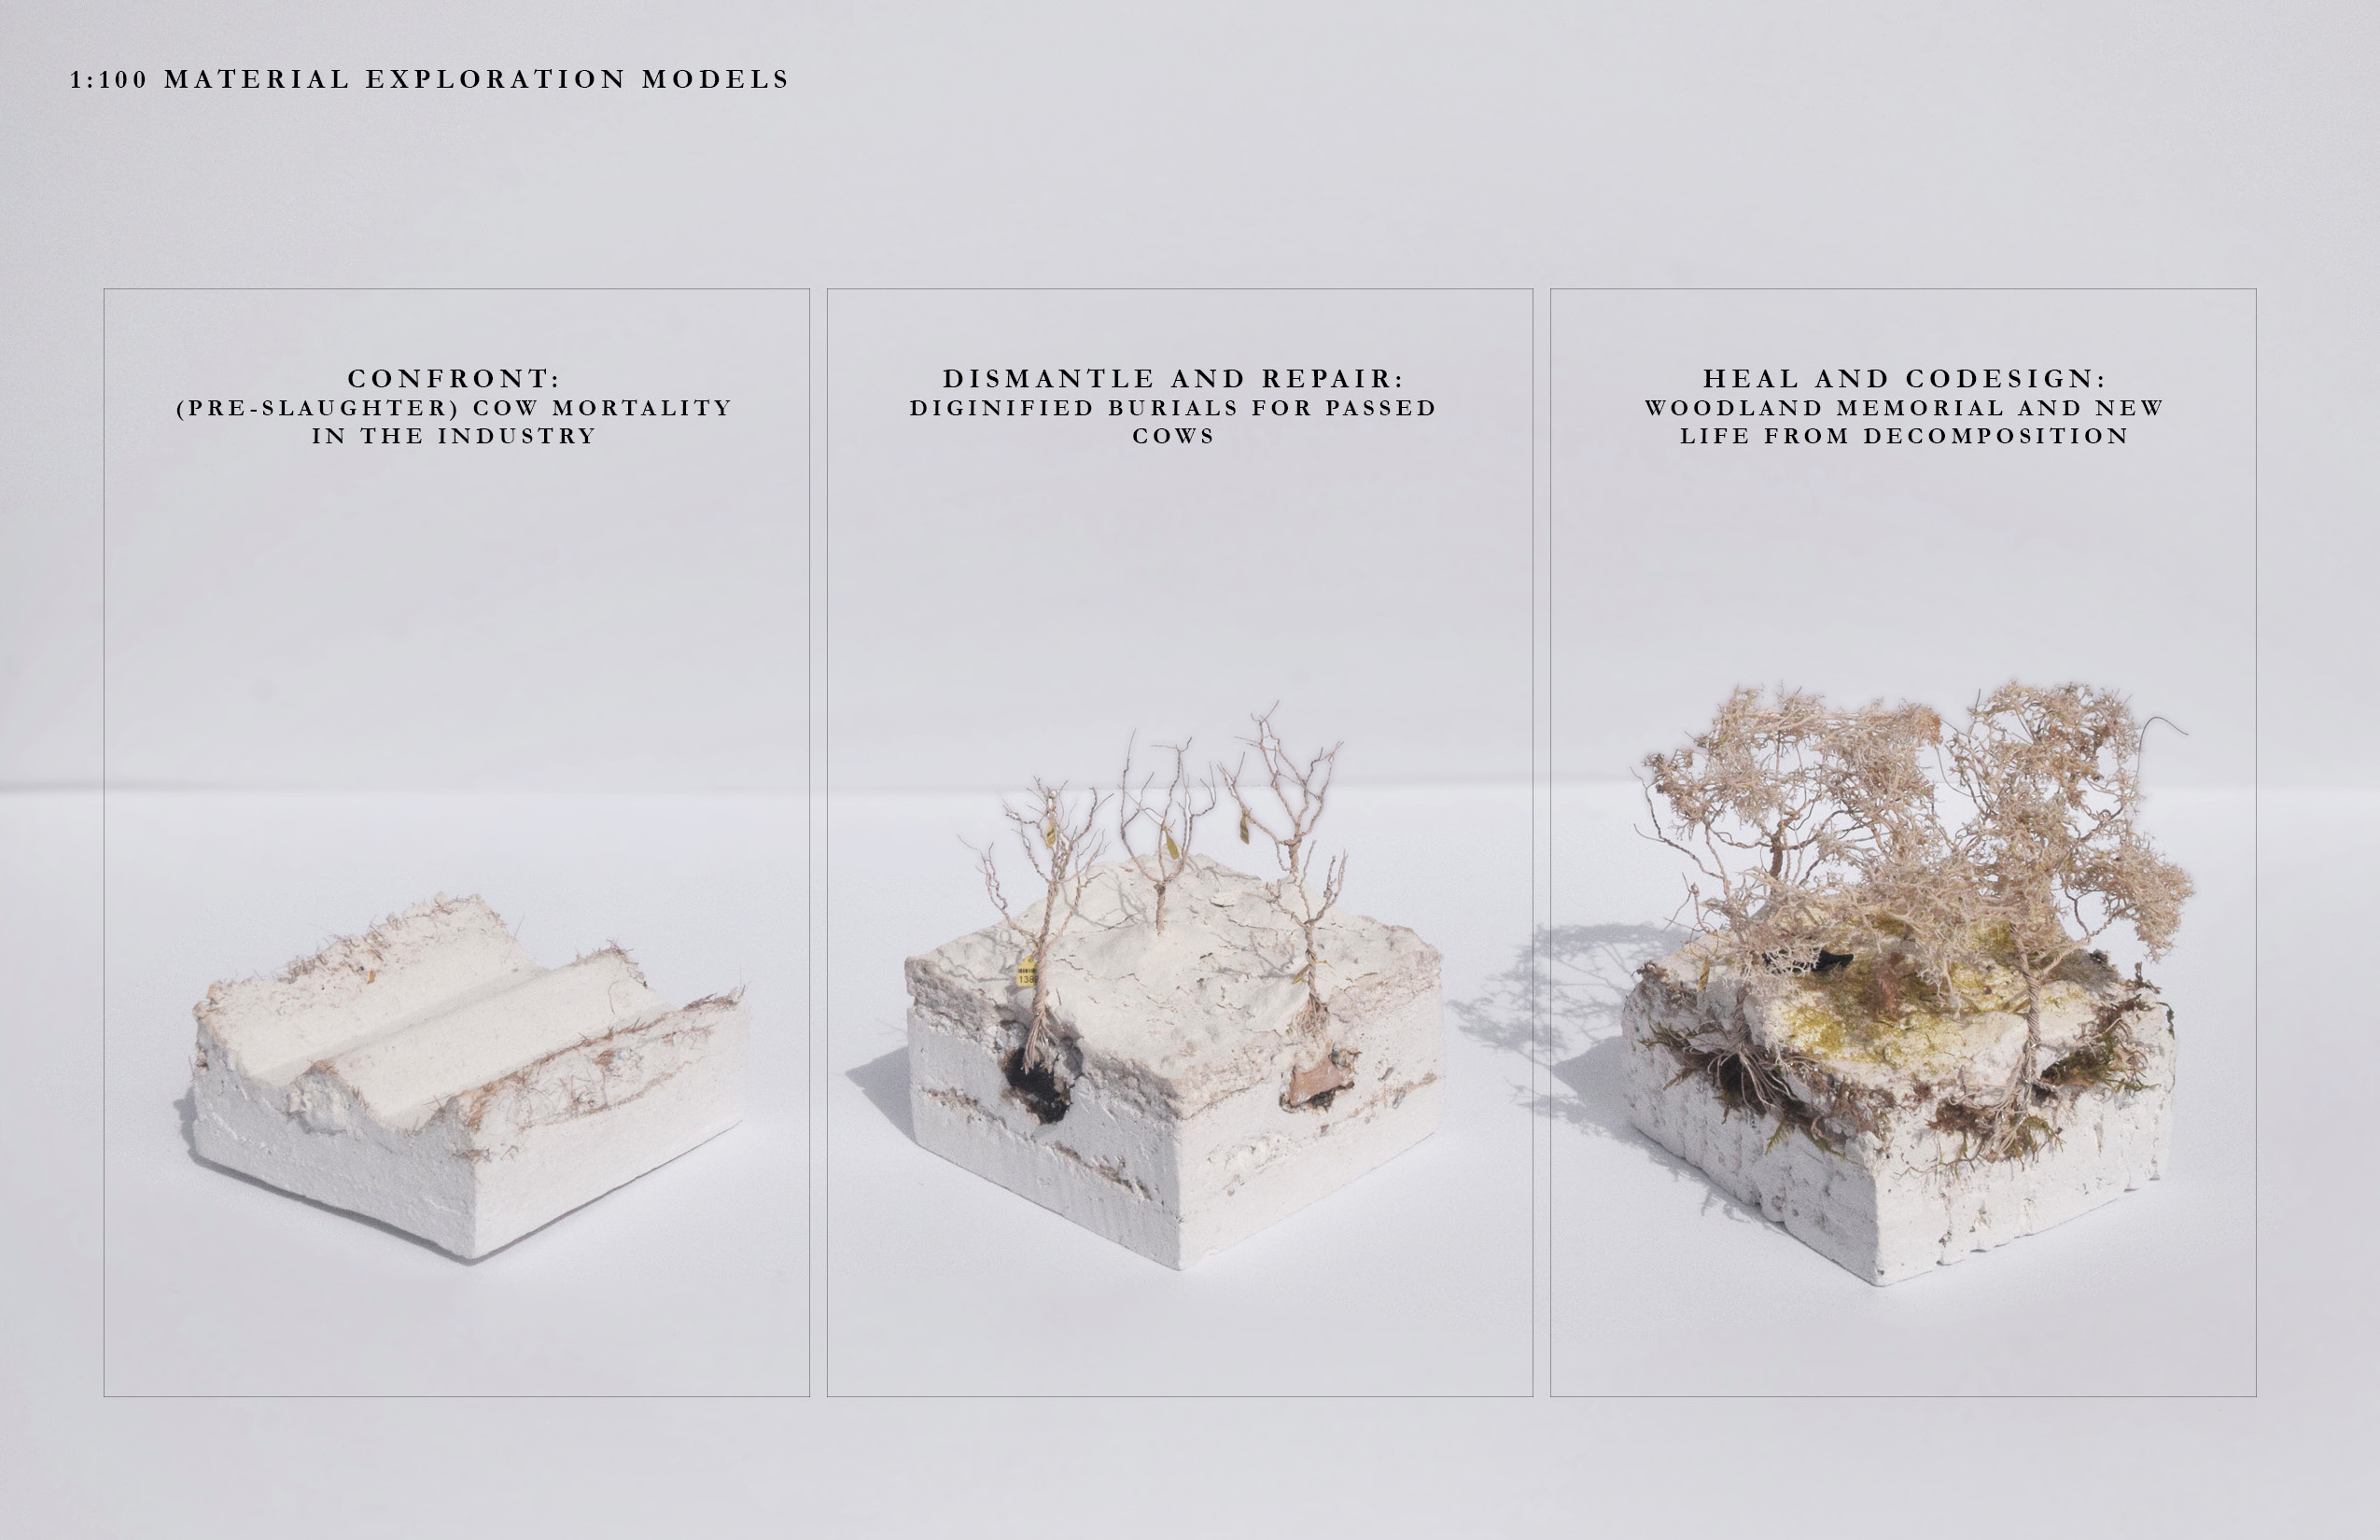 1:100 MATERIAL EXPLORATION MODELS
CONFRONT:
(PRE-SLAUGHTER) COW MORTALITY
IN THE INDUSTRY
DISMANTLE AND REPAIR:
DIGINIFIED BURIALS FOR PASSED
COWS
HEAL AND CODESIGN:
WOODLAND MEMORIAL AND NEW
LIFE FROM DECOMPOSITION